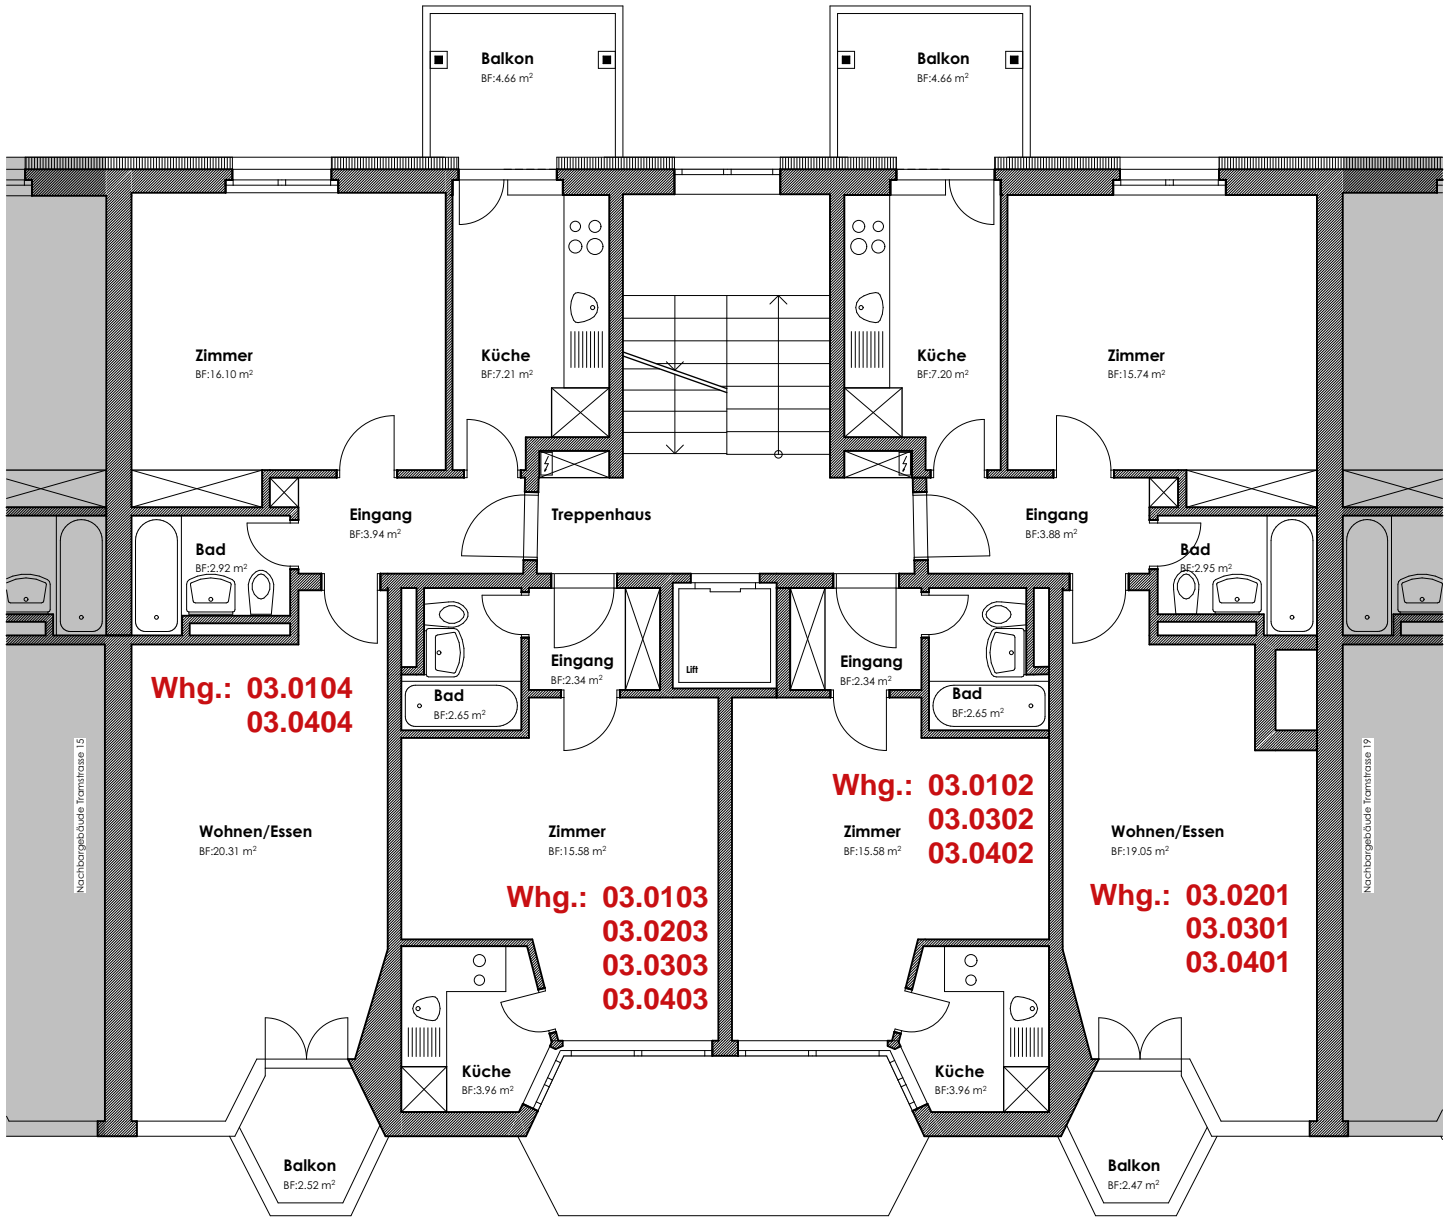 Balkon
BF:4.66 m²
Balkon
BF:4.66 m²
Zimmer
BF:16.10 m²
Küche
BF:7.21 m²
Küche
BF:7.20 m²
Zimmer
BF:15.74 m²
Eingang
BF:3.94 m²
Treppenhaus
Eingang
BF:3.88 m²
Bad
BF:2.92 m²
Bad
BF:2.95 m²
Eingang
BF:2.34 m²
Lift
Eingang
BF:2.34 m²
Bad
BF:2.65 m²
Bad
BF:2.65 m²
Whg.: 03.0104
03.0404
Nachbargebäude Tramstrasse 15
Nachbargebäude Tramstrasse 19
Whg.: 03.0102
03.0302
03.0402
Wohnen/Essen
BF:20.31 m²
Zimmer
BF:15.58 m²
Zimmer
BF:15.58 m²
Wohnen/Essen
BF:19.05 m²
Whg.: 03.0103
03.0203
03.0303
03.0403
Whg.: 03.0201
03.0301
03.0401
Küche
BF:3.96 m²
Küche
BF:3.96 m²
Balkon
BF:2.52 m²
Balkon
BF:2.47 m²